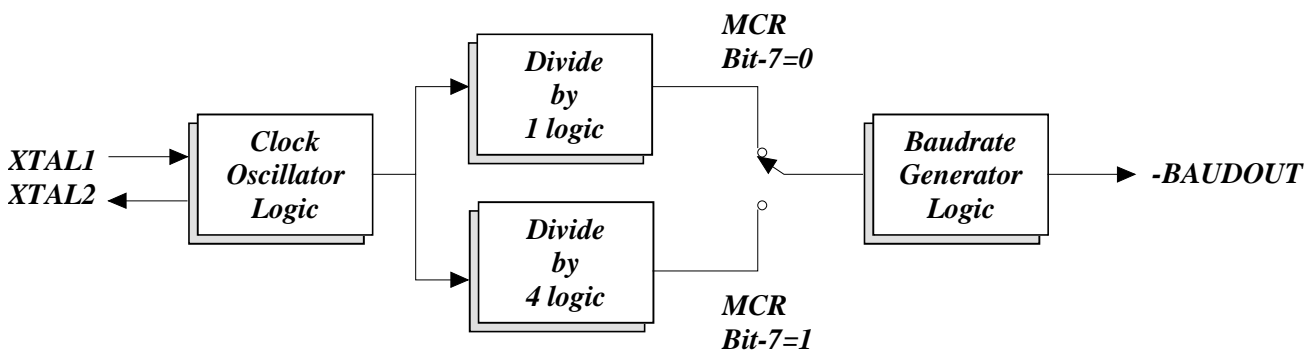 MCR
Bit-7=0
Divide
by
1 logic
Clock
Oscillator
Logic
XTAL1
XTAL2
Baudrate
Generator
Logic
-BAUDOUT
Divide
by
4 logic
MCR
Bit-7=1